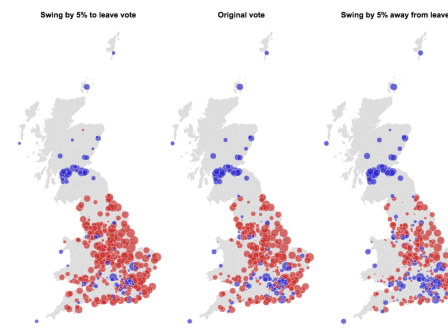 Swing by 5% to leave vote
Original vote
Swing by 5% away from leave